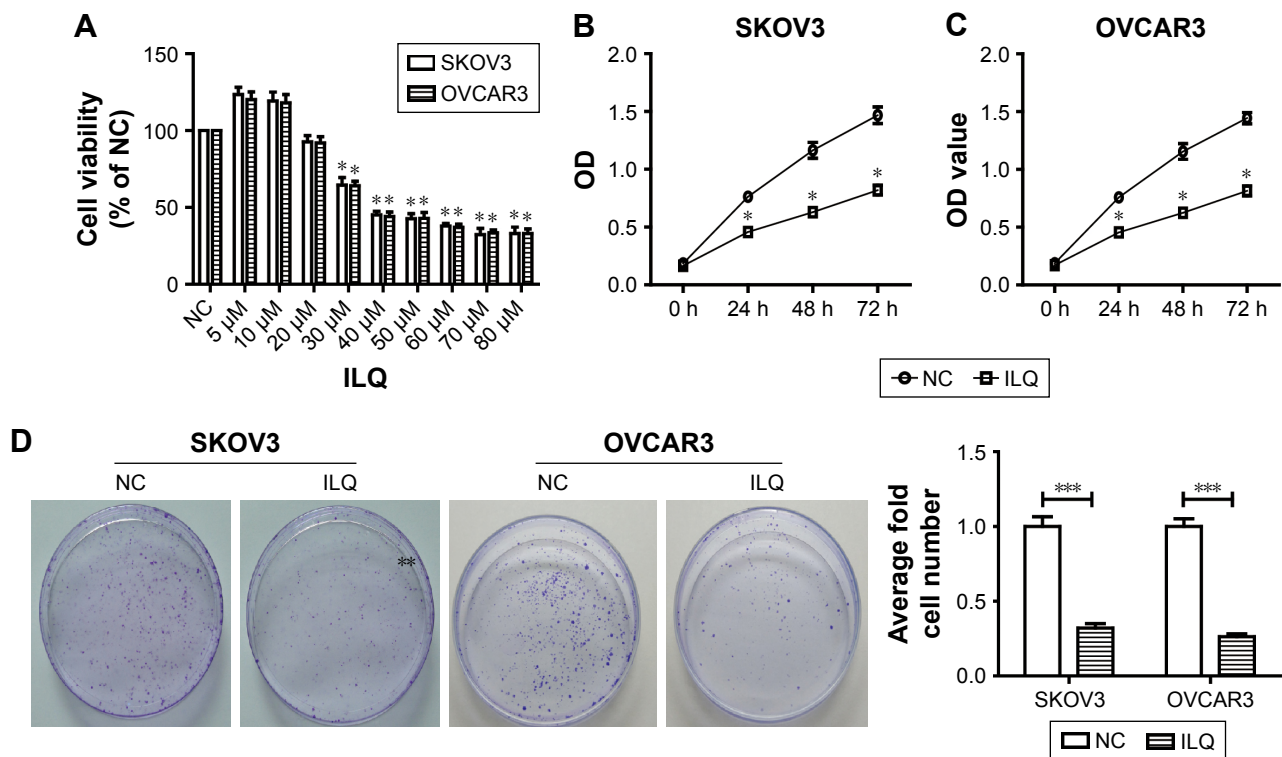 A
150
100
50
0
Cell viability
(% of NC)
SKOV3
OVCAR3
* *
**
**
**
**
**
NC
5 µM
10 µM
20 µM
30 µM
40 µM
50 µM
60 µM
70 µM
80 µM
ILQ
B
SKOV3
2.0
1.5
1.0
0.5
0.0
OD
*
*
*
0 h
24 h
48 h
72 h
C
OVCAR3
2.0
1.5
1.0
0.5
0.0
OD value
*
*
*
0 h
24 h
48 h
72 h
NC
ILQ
D
SKOV3
NC
ILQ
**
OVCAR3
NC
ILQ
1.5
1.0
0.5
0.0
Average fold
cell number
***
***
SKOV3
OVCAR3
NC
ILQ